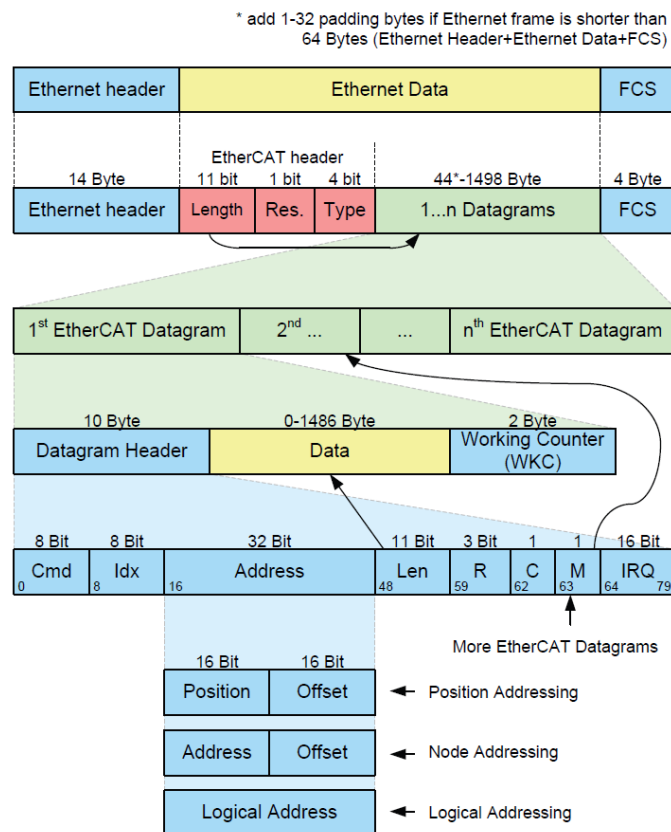 * add 1-32 padding bytes if Ethernet frame is shorter than
64 Bytes (Ethernet Header+Ethernet Data+FCS)
Ethernet header Ethernet Data FCS
EtherCAT header
14 Byte 11 bit 1 bit 4 bit 44*-1498 Byte 4 Byte
Ethernet header Length Res. Type 1...n Datagrams FCS
1st EtherCAT Datagram 2nd ... ... nth EtherCAT Datagram
10 Byte 0-1486 Byte 2 Byte
Datagram Header Data Working Counter
(WKC)
8 Bit 8 Bit 32 Bit 11 Bit 3 Bit 1 1 16 Bit
Cmd Idx Address Len R C M IRQ
0 8 16 48 59 62 63 64 79
More EtherCAT Datagrams
16 Bit 16 Bit
Position Offset Position Addressing
Address Offset Node Addressing
Logical Address Logical Addressing